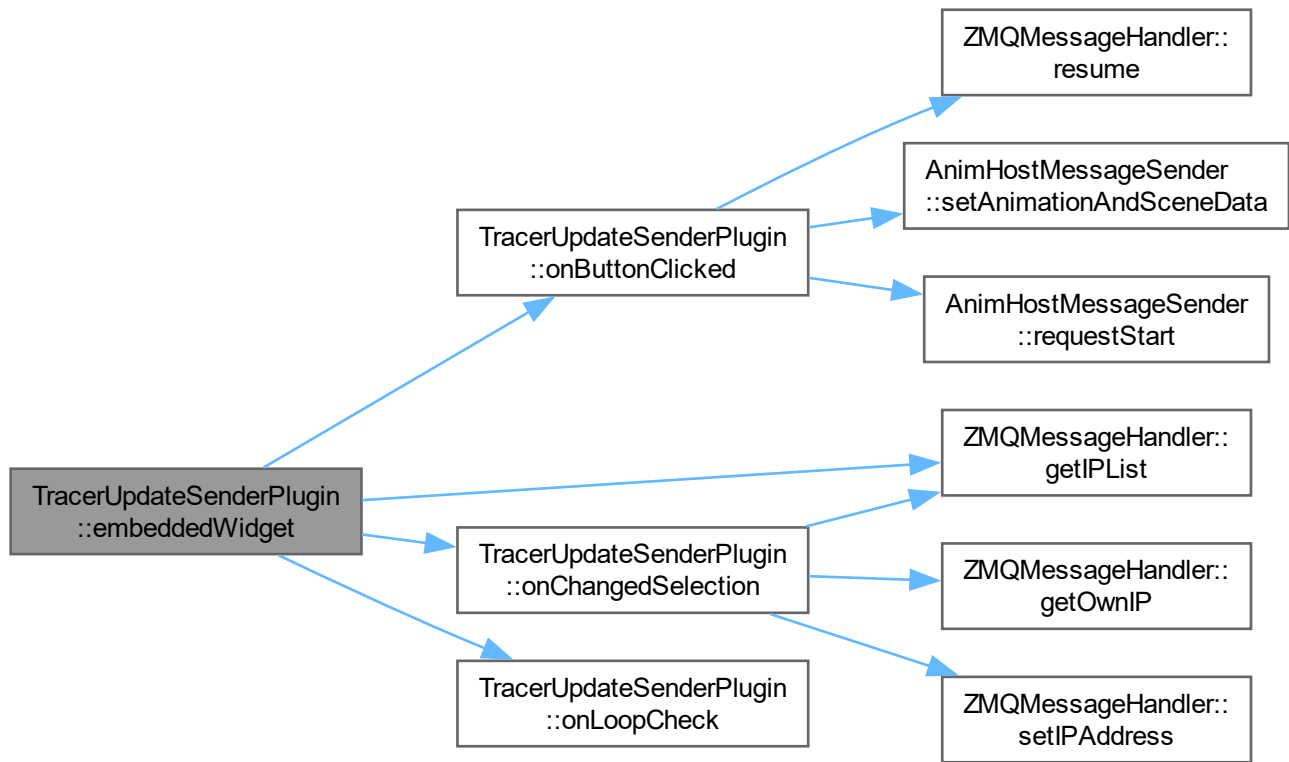 ZMQMessageHandler::
resume
AnimHostMessageSender
::setAnimationAndSceneData
TracerUpdateSenderPlugin
::onButtonClicked
AnimHostMessageSender
::requestStart
ZMQMessageHandler::
getIPList
TracerUpdateSenderPlugin
::embeddedWidget
TracerUpdateSenderPlugin
::onChangedSelection
ZMQMessageHandler::
getOwnIP
TracerUpdateSenderPlugin
::onLoopCheck
ZMQMessageHandler::
setIPAddress